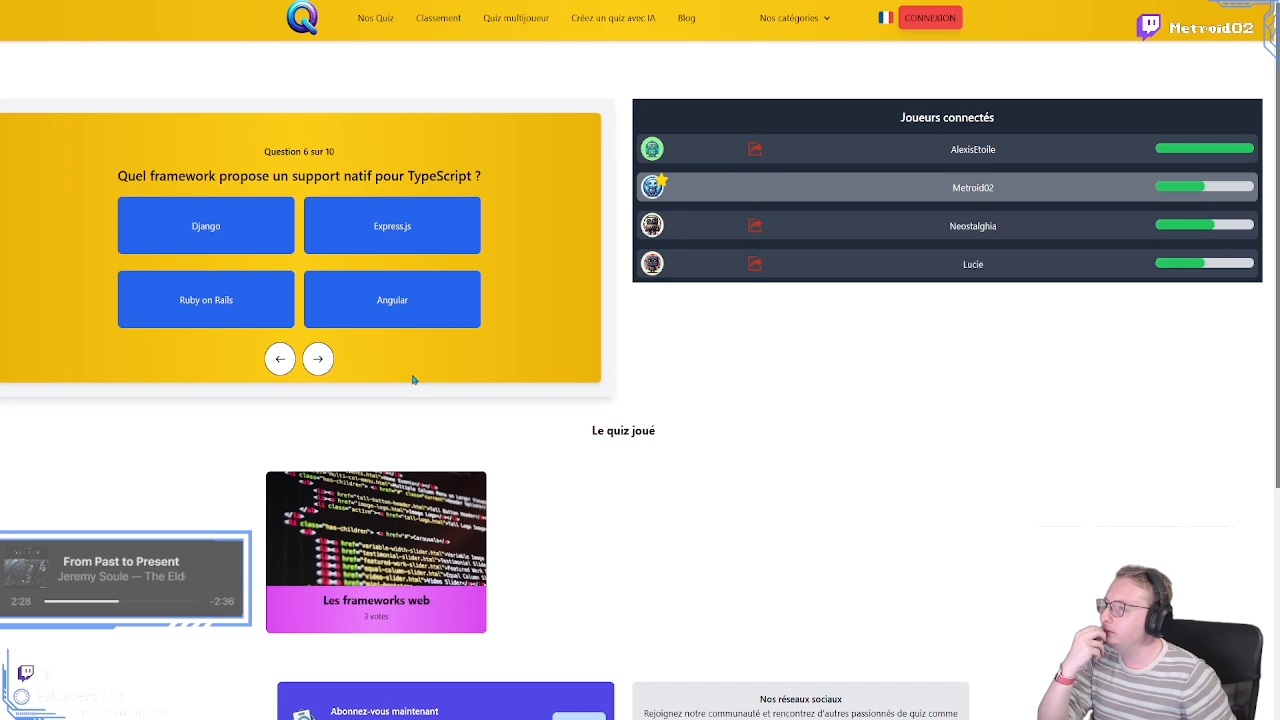 Nos Quiz
Classement
Quiz multijoueur
Créez un quiz avec IA
Blog
Nos catégories
CONNEXION
Metroid02
Question 6 sur 10
Quel framework propose un support natif pour TypeScript ?
Django
Express.js
Ruby on Rails
Angular
Joueurs connectés
AlexisEtoile
Metroid02
Neostalghia
Lucie
Le quiz joué
Les frameworks web
3 votes
From Past to Present
Jeremy Soule — The Eld
2:28
-2:36
Abonnez-vous maintenant
Nos réseaux sociaux
Rejoignez notre communauté et rencontrez d'autres passionnés de quiz comme